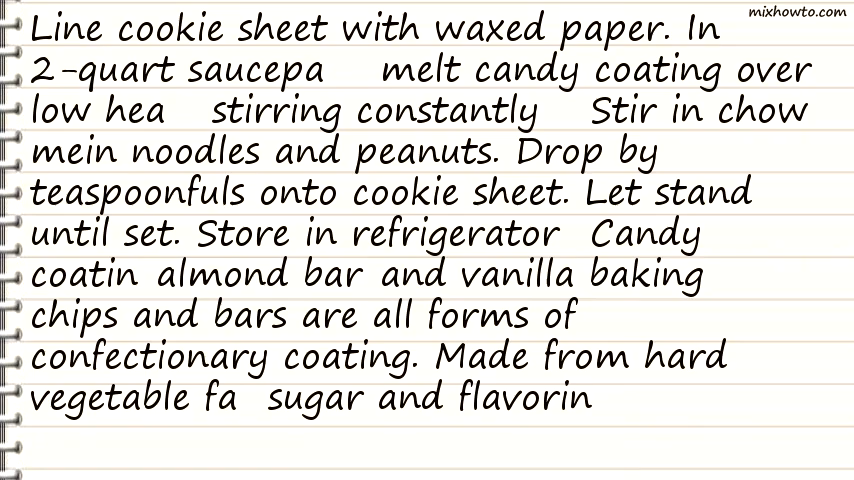 mixhowto.com
Line cookie sheet with waxed paper. In
2-quart saucepa melt candy coating over
low hea stirring constantly Stir in chow
mein noodles and peanuts. Drop by
teaspoonfuls onto cookie sheet. Let stand
until set. Store in refrigerator Candy
coatin almond bar and vanilla baking
chips and bars are all forms of
confectionary coating. Made from hard
vegetable fa sugar and flavorin